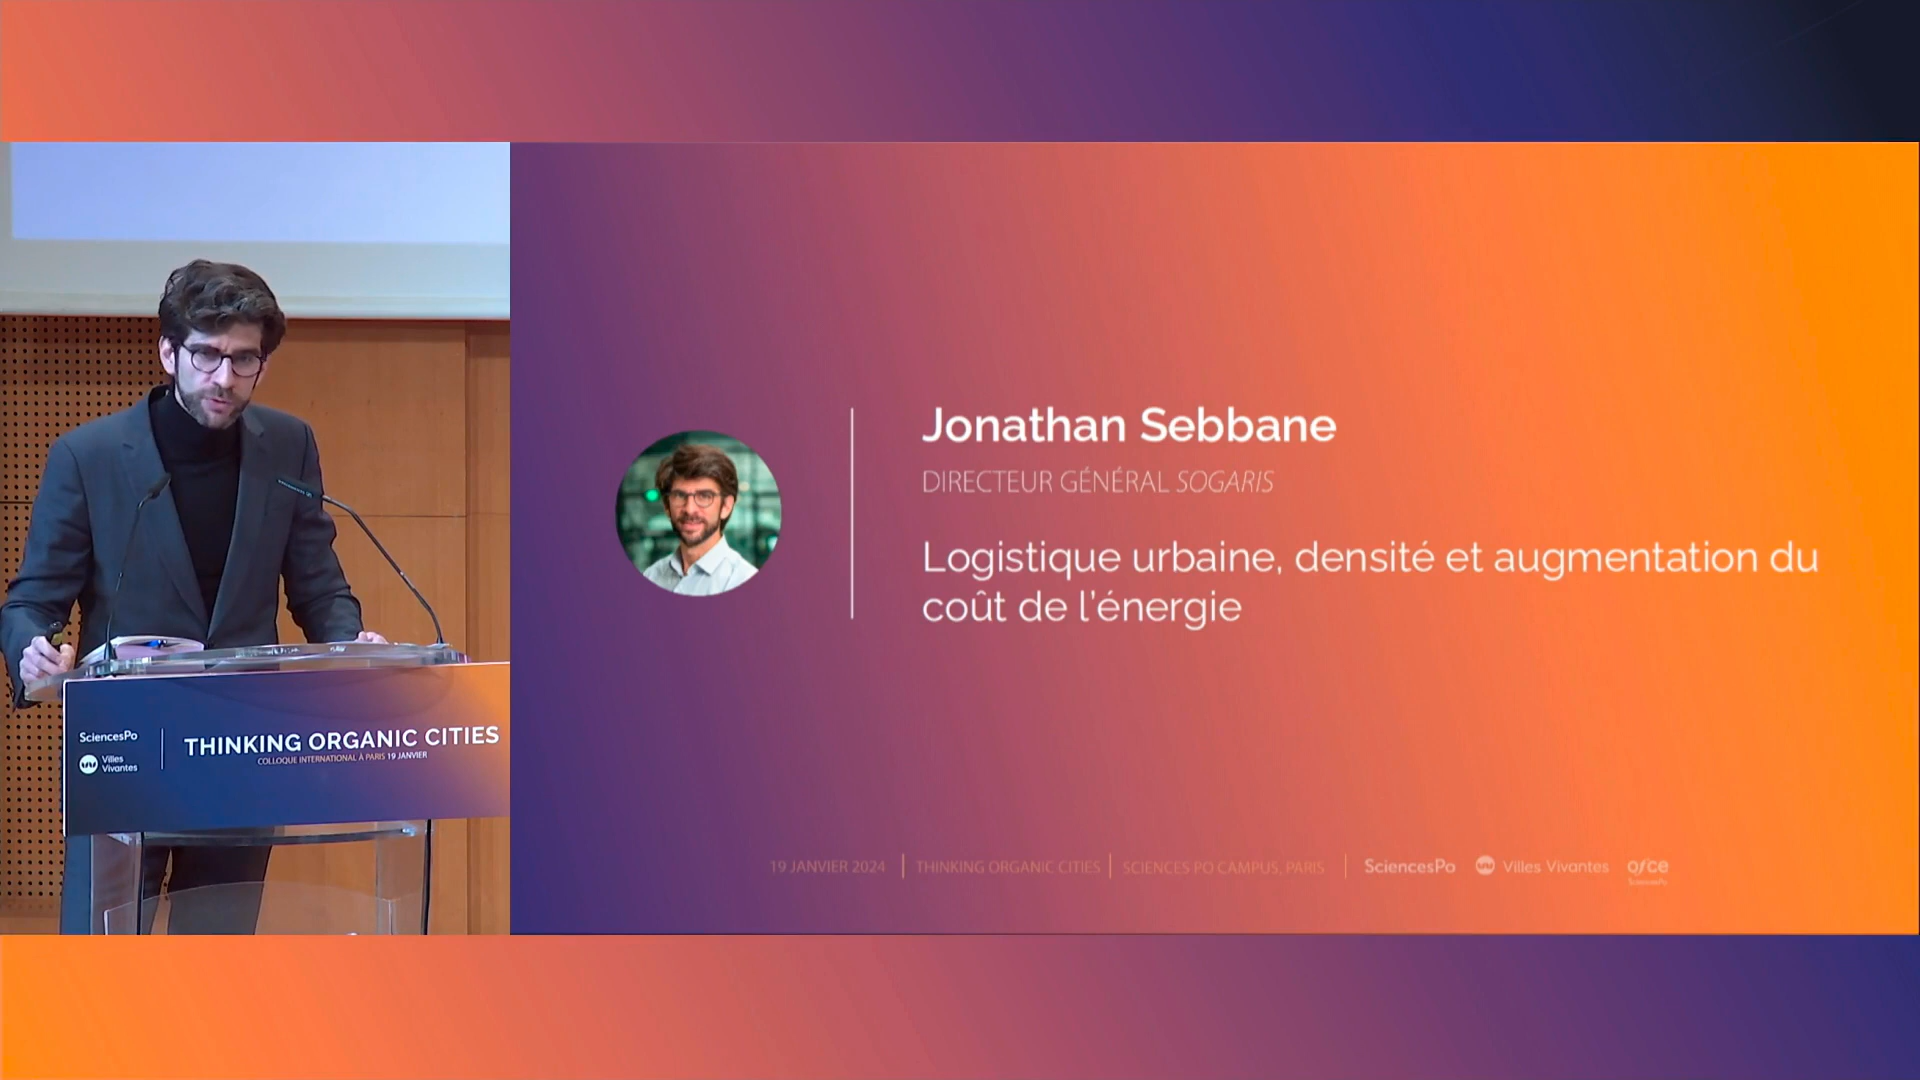 Jonathan Sebbane
DIRECTEUR GÉNÉRAL SOGARIS
Logistique urbaine, densité et augmentation du
coût de l'énergie
SciencesPo
Villes
Vivantes
THINKING ORGANIC CITIES
COLLOQUE INTERNATIONAL À PARIS 19 JANVIER
19 JANVIER 2024 | THINKING ORGANIC CITIES | SCIENCES PO CAMPUS, PARIS | SciencesPo Villes Vivantes ofce
SciencesPo